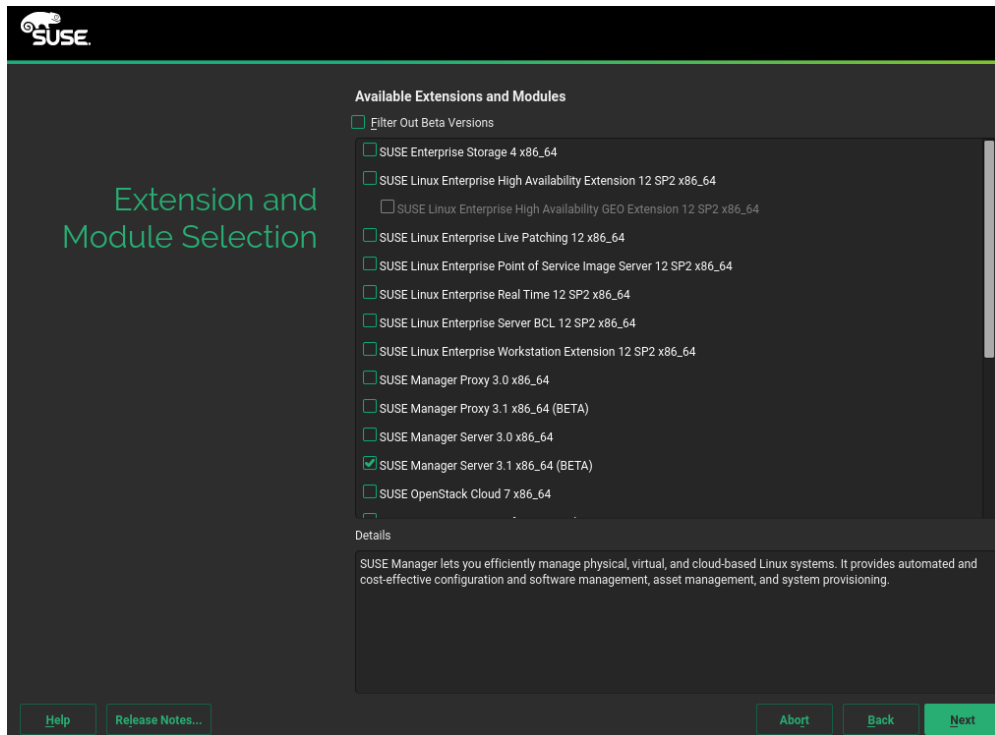 SUSE.
Extension and
Module Selection
Available Extensions and Modules
Filter Out Beta Versions
SUSE Enterprise Storage 4 x86_64
SUSE Linux Enterprise High Availability Extension 12 SP2 x86_64
SUSE Linux Enterprise High Availability GEO Extension 12 SP2 x86_64
SUSE Linux Enterprise Live Patching 12 x86_64
SUSE Linux Enterprise Point of Service Image Server 12 SP2 x86_64
SUSE Linux Enterprise Real Time 12 SP2 x86_64
SUSE Linux Enterprise Server BCL 12 SP2 x86_64
SUSE Linux Enterprise Workstation Extension 12 SP2 x86_64
SUSE Manager Proxy 3.0 x86_64
SUSE Manager Proxy 3.1 x86_64 (BETA)
SUSE Manager Server 3.0 x86_64
SUSE Manager Server 3.1 x86_64 (BETA)
SUSE OpenStack Cloud 7 x86_64
Details
SUSE Manager lets you efficiently manage physical, virtual, and cloud-based Linux systems. It provides automated and
cost-effective configuration and software management, asset management, and system provisioning.
Help
Release Notes...
Abort
Back
Next